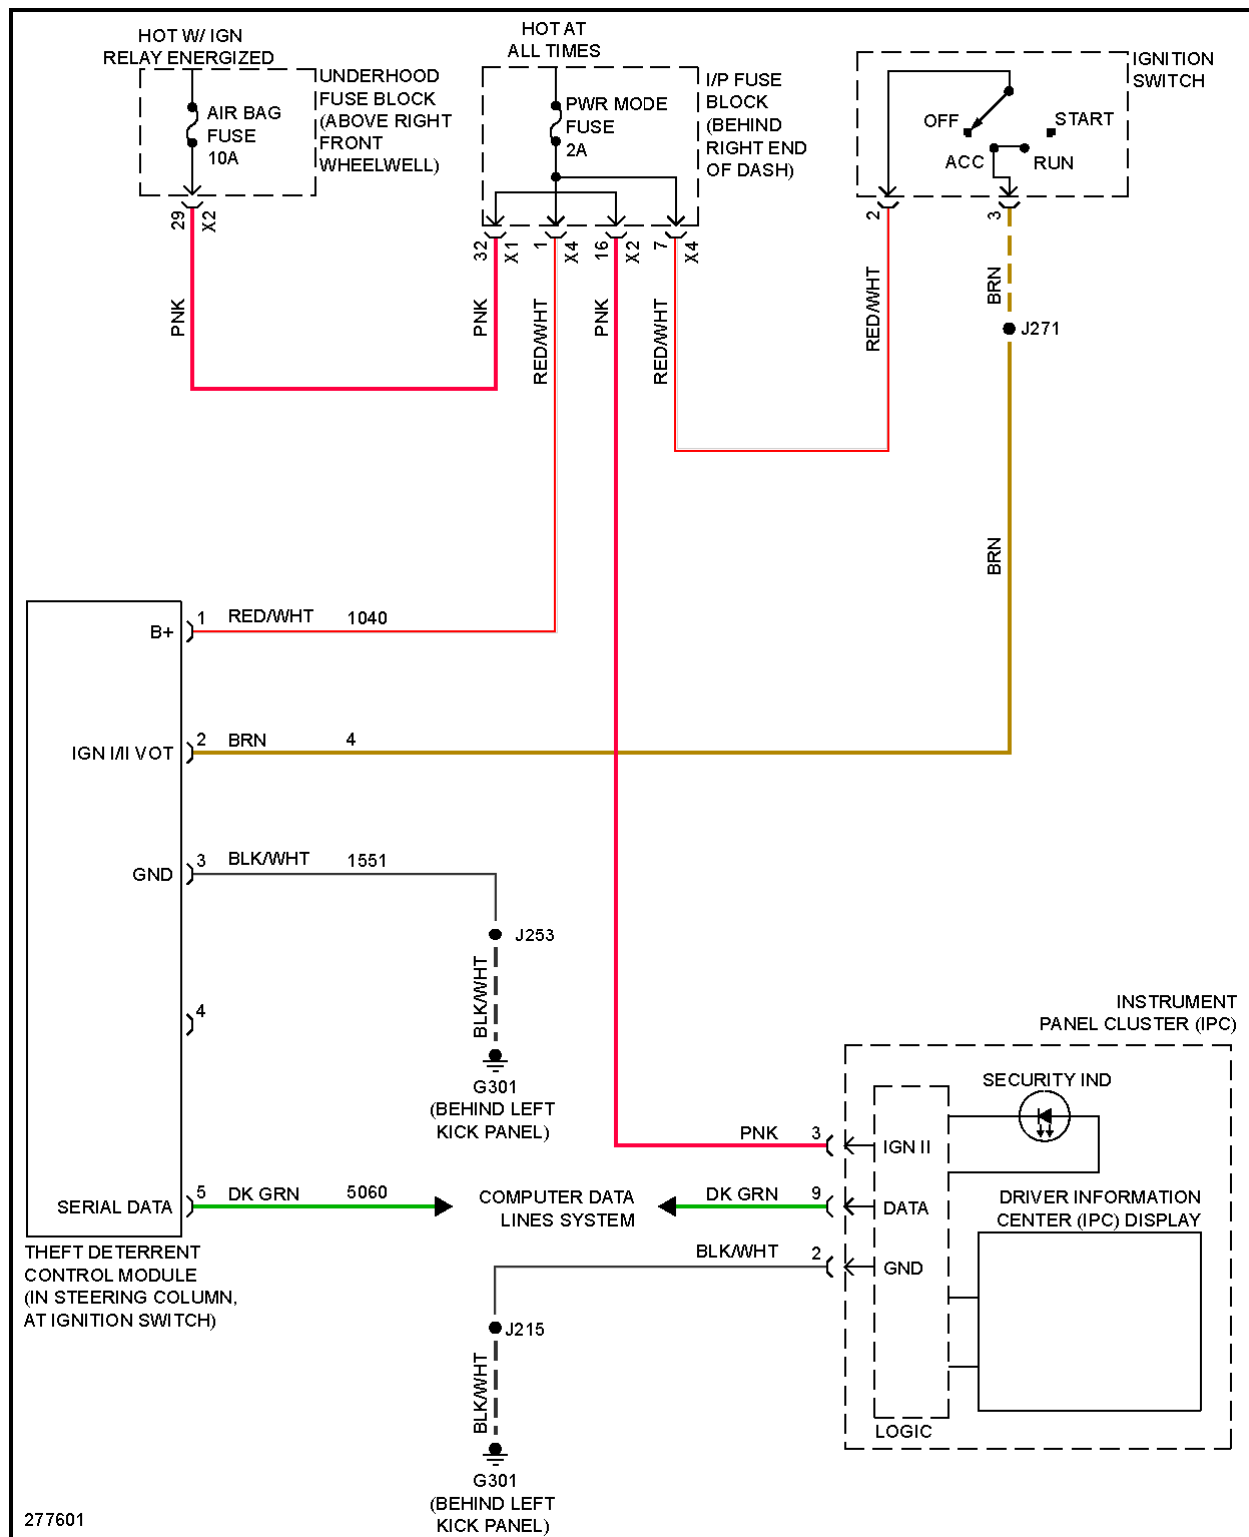 HOT W/ IGN
RELAY ENERGIZED
AIR BAG
FUSE
10A
UNDERHOOD
FUSE BLOCK
(ABOVE RIGHT
FRONT
WHEELWELL)
HOT AT
ALL TIMES
PWR MODE
FUSE
2A
I/P FUSE
BLOCK
(BEHIND
RIGHT END
OF DASH)
IGNITION
SWITCH
OFF
START
ACC
RUN
29
X2
32
X1
1
X4
16
X2
7
X4
2
3
PNK
PNK
RED/WHT
PNK
RED/WHT
RED/WHT
BRN
J271
BRN
B+
1
RED/WHT
1040
IGN I/II VOT
2
BRN
4
GND
3
BLK/WHT
1551
J253
BLK/WHT
4
G301
(BEHIND LEFT
KICK PANEL)
SERIAL DATA
5
DK GRN
5060
COMPUTER DATA
LINES SYSTEM
THEFT DETERRENT
CONTROL MODULE
(IN STEERING COLUMN,
AT IGNITION SWITCH)
INSTRUMENT
PANEL CLUSTER (IPC)
SECURITY IND
PNK
3
IGN II
DK GRN
9
DATA
BLK/WHT
2
GND
DRIVER INFORMATION
CENTER (IPC) DISPLAY
LOGIC
J215
BLK/WHT
G301
(BEHIND LEFT
KICK PANEL)
277601